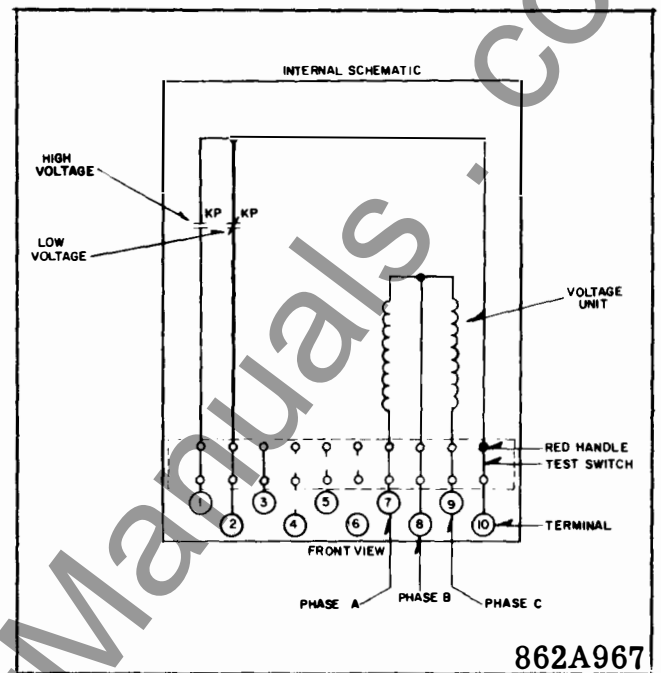 INTERNAL SCHEMATIC
HIGH
VOLTAGE
KP KP
LOW
VOLTAGE
VOLTAGE
UNIT
RED HANDLE
TEST SWITCH
1 3 5 7 9
2 4 6 8 10
TERMINAL
FRONT VIEW
PHASE A PHASE B PHASE C
862A967
Manuals.co